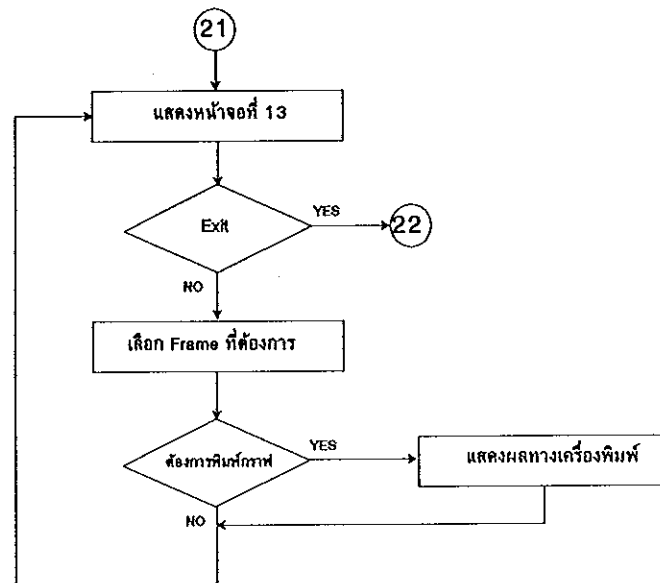 21
แสดงหน้าจอที่ 13
Exit
YES
22
NO
เลือก Frame ที่ต้องการ
ต้องการพิมพ์กราฟ
YES
แสดงผลทางเครื่องพิมพ์
NO